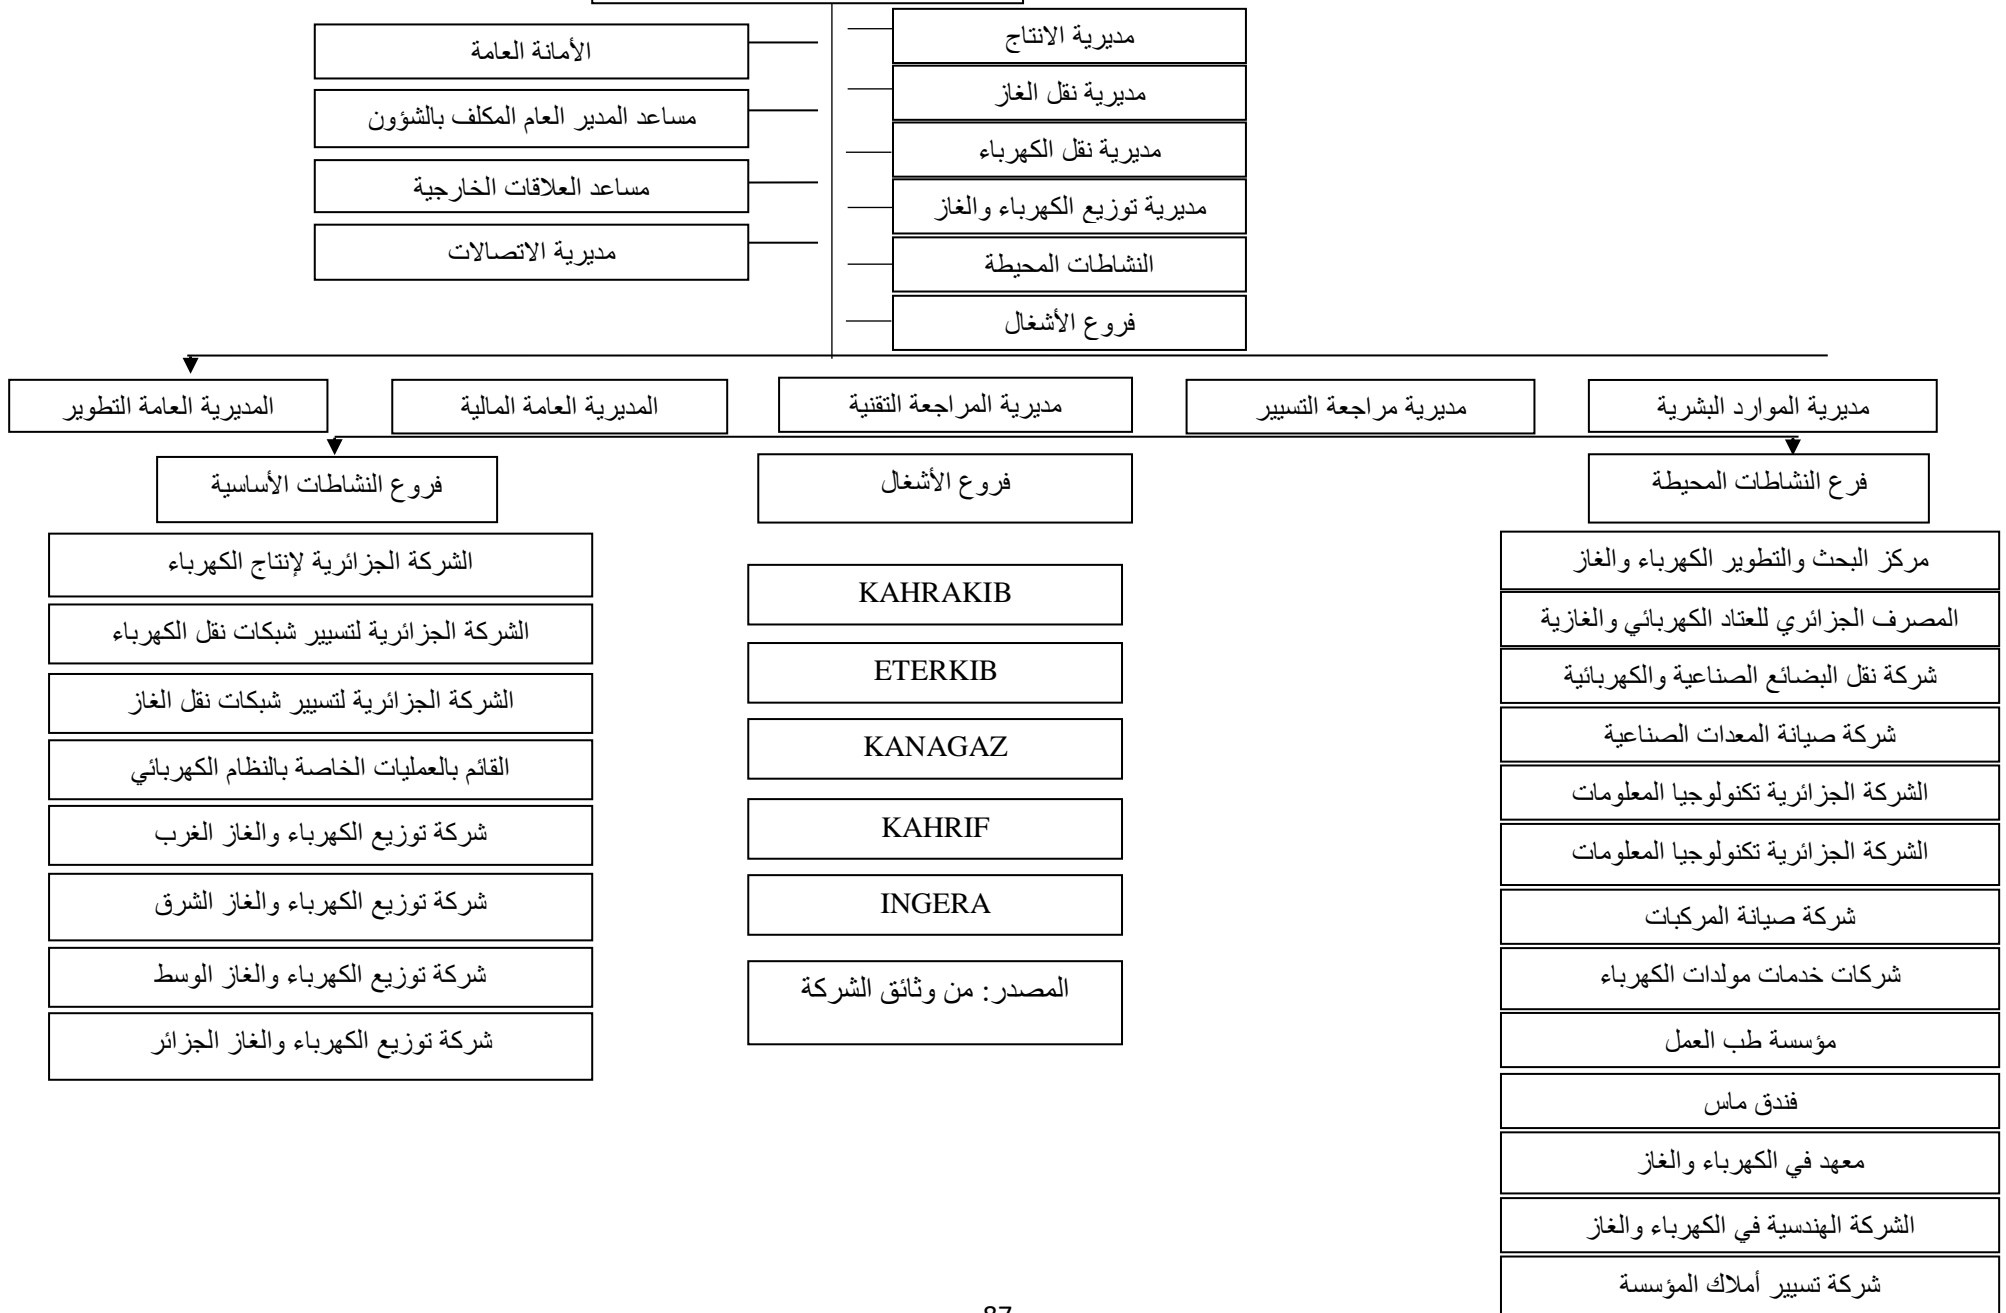 مديرية الانتاج
الأمانة العامة
مديرية نقل الغاز
مساعد المدير العام المكلف بالشؤون
مديرية نقل الكهرباء
مساعد العلاقات الخارجية
مديرية توزيع الكهرباء والغاز
مديرية الاتصالات
النشاطات المحيطة
فروع الأشغال
مديرية الموارد البشرية
مديرية مراجعة التسيير
مديرية المراجعة التقنية
المديرية العامة المالية
المديرية العامة التطوير
فرع النشاطات المحيطة
مركز البحث والتطوير الكهرباء والغاز
المصرف الجزائري للعتاد الكهربائي والغازية
شركة نقل البضائع الصناعية والكهربائية
شركة صيانة المعدات الصناعية
الشركة الجزائرية تكنولوجيا المعلومات
الشركة الجزائرية تكنولوجيا المعلومات
شركة صيانة المركبات
شركات خدمات مولدات الكهرباء
مؤسسة طب العمل
فندق ماس
معهد في الكهرباء والغاز
الشركة الهندسية في الكهرباء والغاز
شركة تسيير أملاك المؤسسة
فروع الأشغال
KAHRAKIB
ETERKIB
KANAGAZ
KAHRIF
INGERA
المصدر: من وثائق الشركة
فروع النشاطات الأساسية
الشركة الجزائرية لإنتاج الكهرباء
الشركة الجزائرية لتسيير شبكات نقل الكهرباء
الشركة الجزائرية لتسيير شبكات نقل الغاز
القائم بالعمليات الخاصة بالنظام الكهربائي
شركة توزيع الكهرباء والغاز الغرب
شركة توزيع الكهرباء والغاز الشرق
شركة توزيع الكهرباء والغاز الوسط
شركة توزيع الكهرباء والغاز الجزائر
87